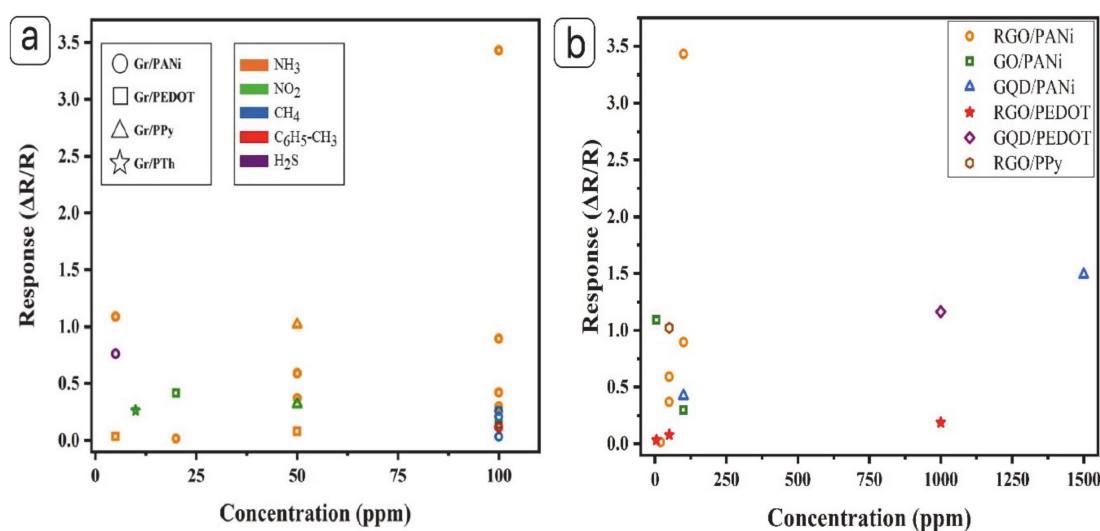 a
3.5
3.0
2.5
2.0
1.5
1.0
0.5
0.0
Response (ΔR/R)
0
25
50
75
100
Concentration (ppm)
Gr/PANi
Gr/PEDOT
Gr/PPy
Gr/PTh
NH₃
NO₂
CH₄
C₆H₅-CH₃
H₂S
b
3.5
3.0
2.5
2.0
1.5
1.0
0.5
0.0
Response (ΔR/R)
0
250
500
750
1000
1250
1500
Concentration (ppm)
RGO/PANi
GO/PANi
GQD/PANi
RGO/PEDOT
GQD/PEDOT
RGO/PPy